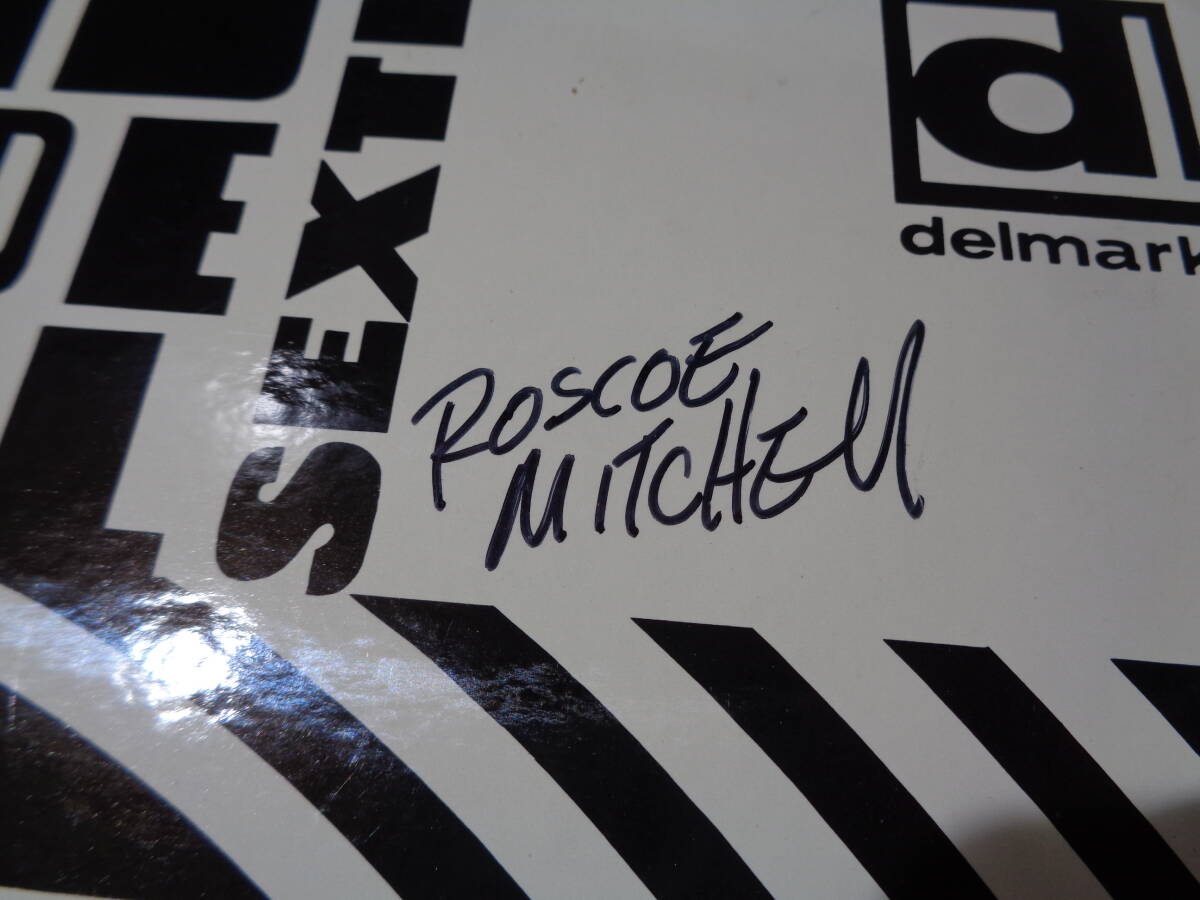 SEXT
d
delmark
ROSCOE
MITCHELL